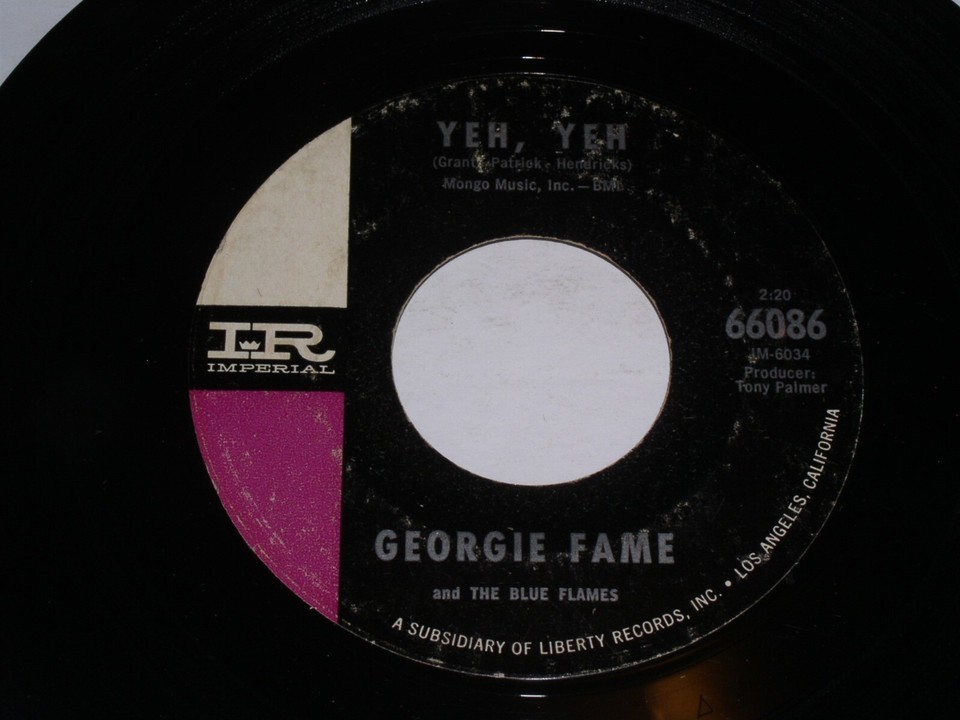 YEH, YEH
(Grant - Patrick - Hendricks)
Mongo Music, Inc. — BMI
2:20
66086
IM-6034
Producer:
Tony Palmer
IR
IMPERIAL
GEORGIE FAME
and THE BLUE FLAMES
A SUBSIDIARY OF LIBERTY RECORDS, INC. • LOS ANGELES, CALIFORNIA